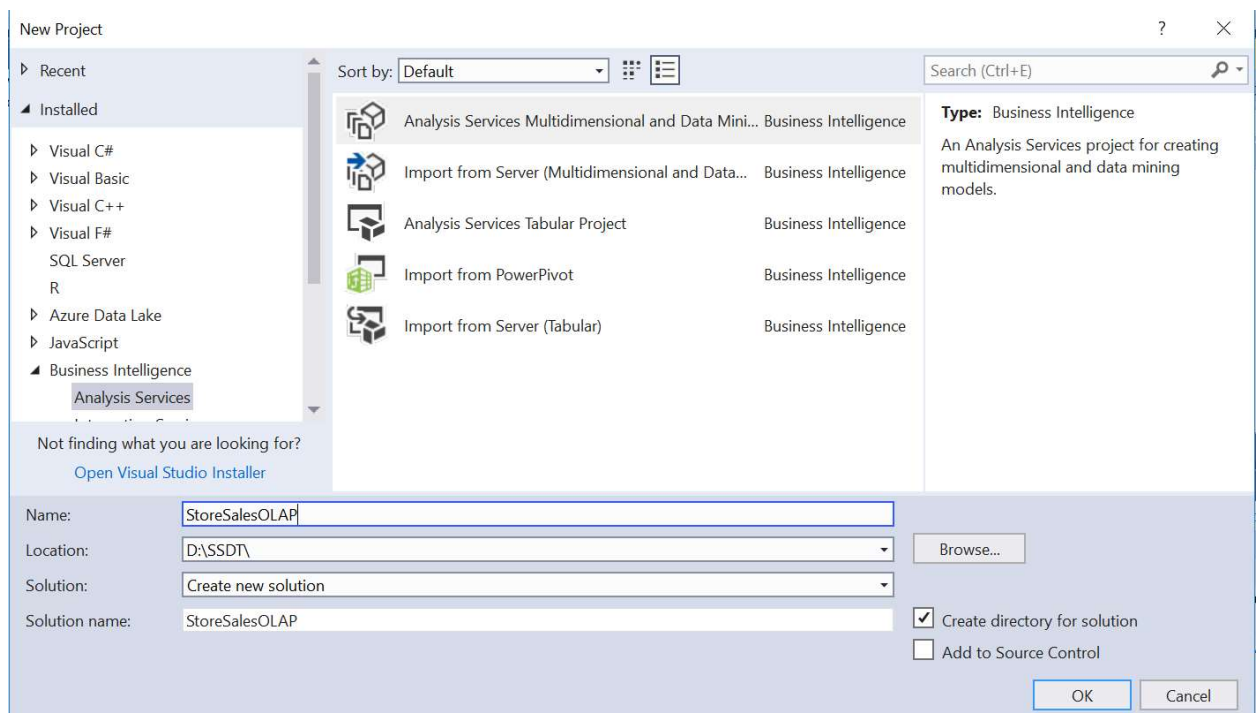 New Project
?
Recent
Installed
Visual C#
Visual Basic
Visual C++
Visual F#
SQL Server
R
Azure Data Lake
JavaScript
Business Intelligence
Analysis Services
Not finding what you are looking for?
Open Visual Studio Installer
Sort by: Default
Analysis Services Multidimensional and Data Mini... Business Intelligence
Import from Server (Multidimensional and Data... Business Intelligence
Analysis Services Tabular Project Business Intelligence
Import from PowerPivot Business Intelligence
Import from Server (Tabular) Business Intelligence
Search (Ctrl+E)
Type: Business Intelligence
An Analysis Services project for creating
multidimensional and data mining
models.
Name: StoreSalesOLAP
Location: D:\SSDT\
Browse...
Solution: Create new solution
Solution name: StoreSalesOLAP
Create directory for solution
Add to Source Control
OK Cancel